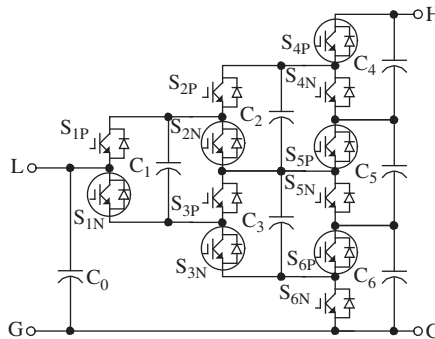 H
S4P
C4
S2P
S4N
S1P
S2N
C2
S5P
L
C1
C5
S5N
S1N
S3P
C3
S6P
S3N
C0
C6
S6N
G
G